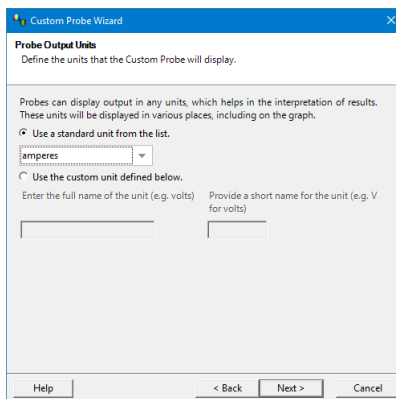 Custom Probe Wizard
Probe Output Units
Define the units that the Custom Probe will display.
Probes can display output in any units, which helps in the interpretation of results.
These units will be displayed in various places, including on the graph.
Use a standard unit from the list.
amperes
Use the custom unit defined below.
Enter the full name of the unit (e.g. volts)
Provide a short name for the unit (e.g. V
for volts)
Help
< Back
Next >
Cancel